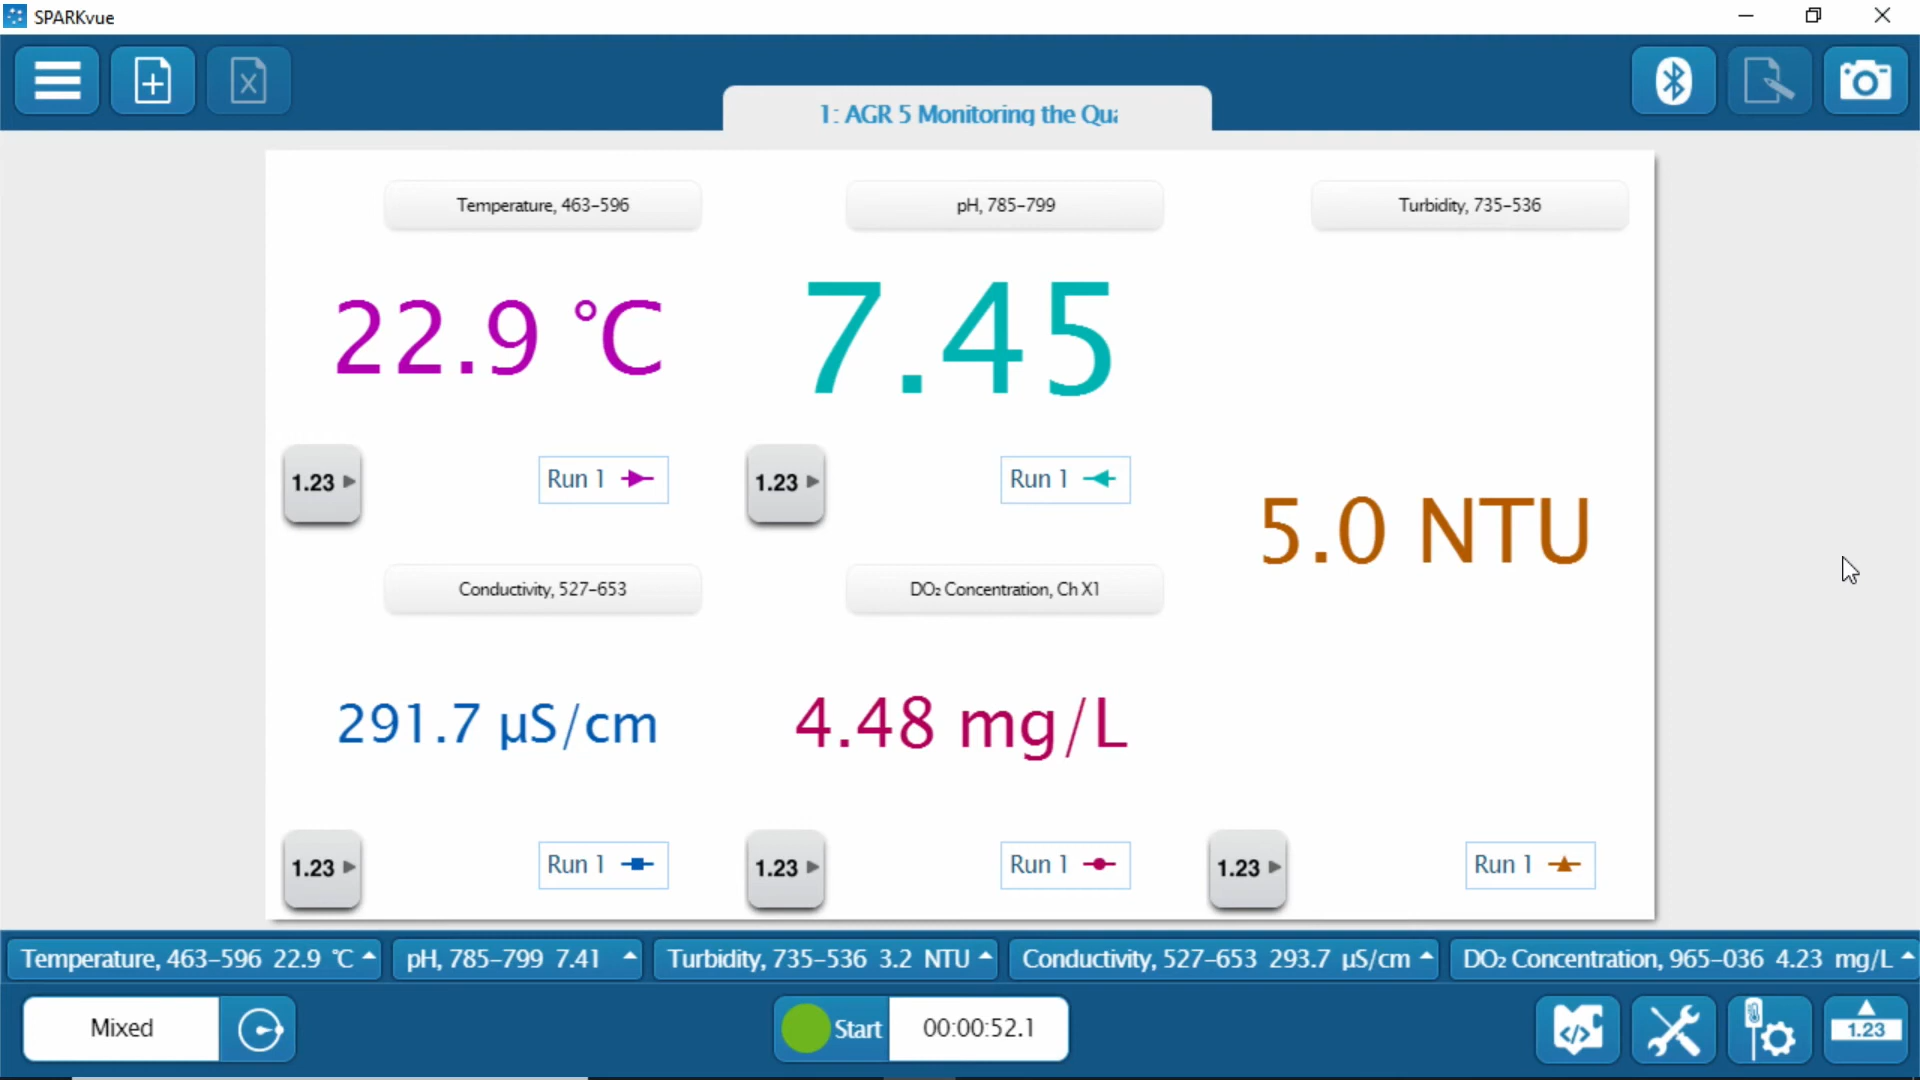 SPARKvue
1: AGR 5 Monitoring the Qua
Temperature, 463-596
pH, 785-799
Turbidity, 735-536
22.9 °C
7.45
5.0 NTU
1.23
Run 1
1.23
Run 1
Conductivity, 527-653
DO₂ Concentration, Ch X1
291.7 µS/cm
4.48 mg/L
1.23
Run 1
1.23
Run 1
1.23
Run 1
Temperature, 463-596 22.9 °C
pH, 785-799 7.41
Turbidity, 735-536 3.2 NTU
Conductivity, 527-653 293.7 µS/cm
DO₂ Concentration, 965-036 4.23 mg/L
Mixed
Start
00:00:52.1
1.23